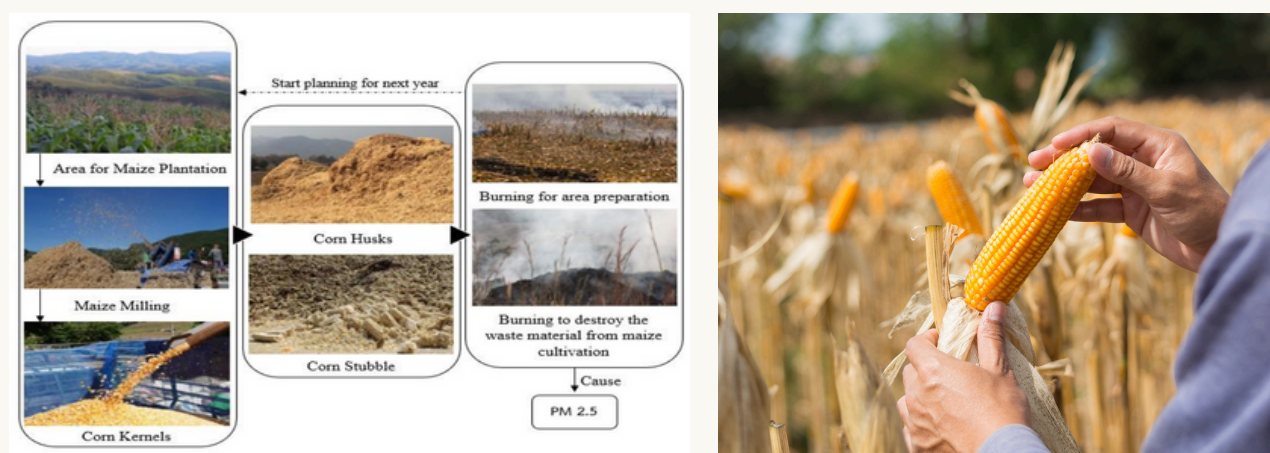 Start planning for next year
Area for Maize Plantation
Maize Milling
Corn Kernels
Corn Husks
Corn Stubble
Burning for area preparation
Burning to destroy the
waste material from maize
cultivation
Cause
PM 2.5